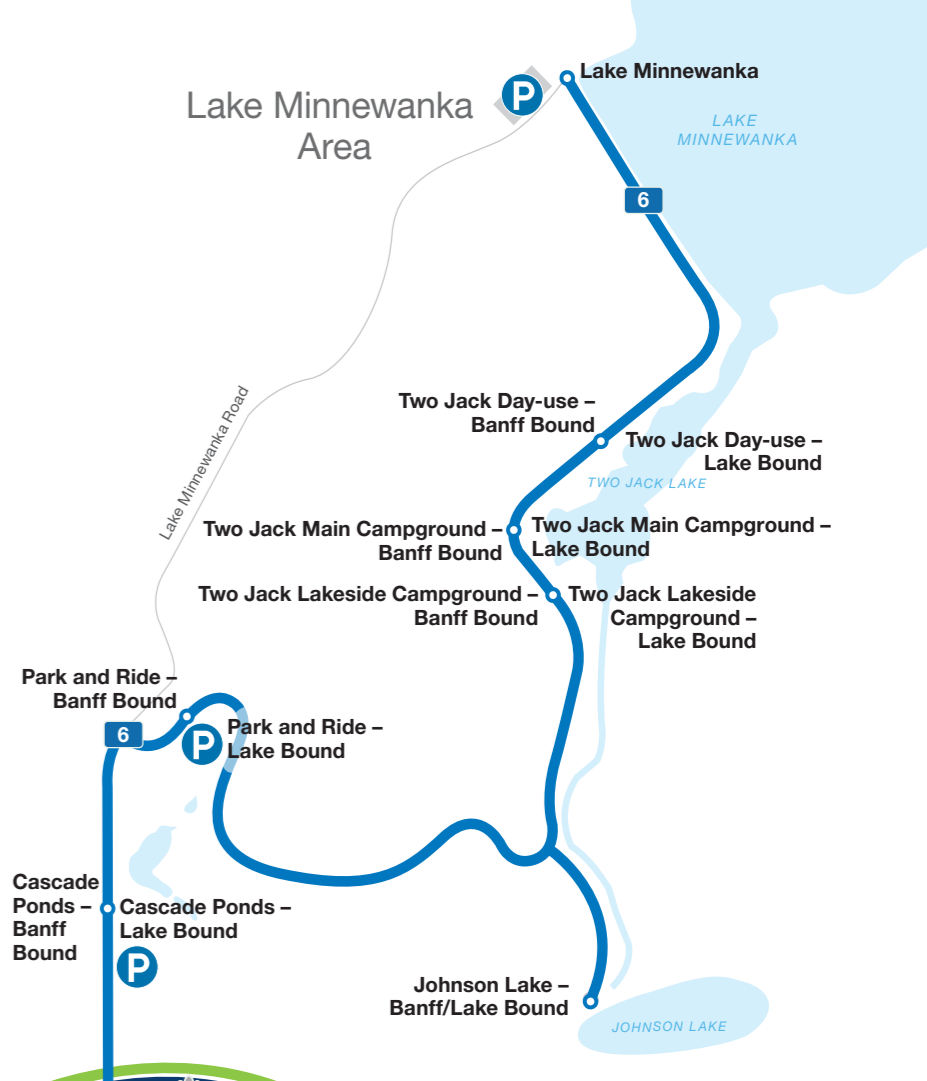 Lake Minnewanka
P
Lake Minnewanka
Area
LAKE
MINNEWANKA
6
Lake Minnewanka Road
Two Jack Day-use –
Banff Bound
Two Jack Day-use –
Lake Bound
TWO JACK LAKE
Two Jack Main Campground –
Banff Bound
Two Jack Main Campground –
Lake Bound
Two Jack Lakeside Campground –
Banff Bound
Two Jack Lakeside
Campground –
Lake Bound
Park and Ride –
Banff Bound
6
P
Park and Ride –
Lake Bound
Cascade
Ponds –
Banff
Bound
Cascade Ponds –
Lake Bound
P
Johnson Lake –
Banff/Lake Bound
JOHNSON LAKE